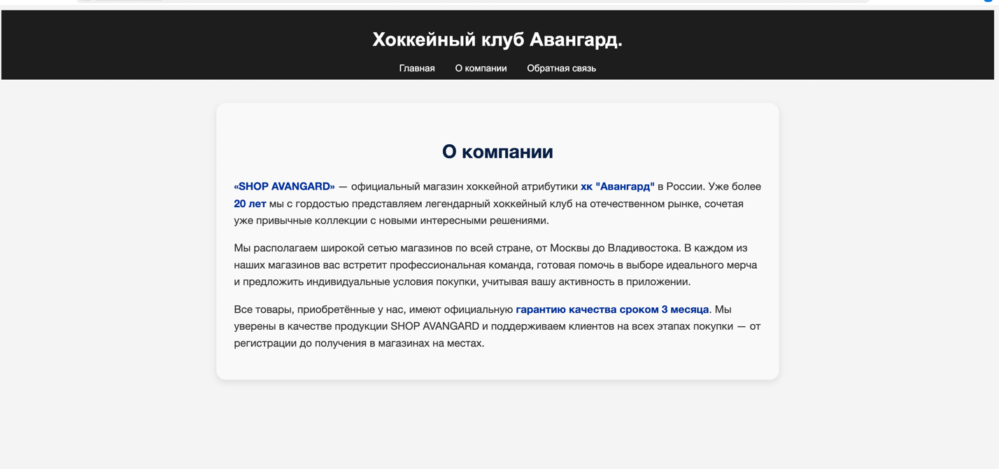 Хоккейный клуб Авангард.
Главная О компании Обратная связь
О компании
«SHOP AVANGARD» — официальный магазин хоккейной атрибутики хк "Авангард" в России. Уже более
20 лет мы с гордостью представляем легендарный хоккейный клуб на отечественном рынке, сочетая
уже привычные коллекции с новыми интересными решениями.
Мы располагаем широкой сетью магазинов по всей стране, от Москвы до Владивостока. В каждом из
наших магазинов вас встретит профессиональная команда, готовая помочь в выборе идеального мерча
и предложить индивидуальные условия покупки, учитывая вашу активность в приложении.
Все товары, приобретённые у нас, имеют официальную гарантию качества сроком 3 месяца. Мы
уверены в качестве продукции SHOP AVANGARD и поддерживаем клиентов на всех этапах покупки — от
регистрации до получения в магазинах на местах.